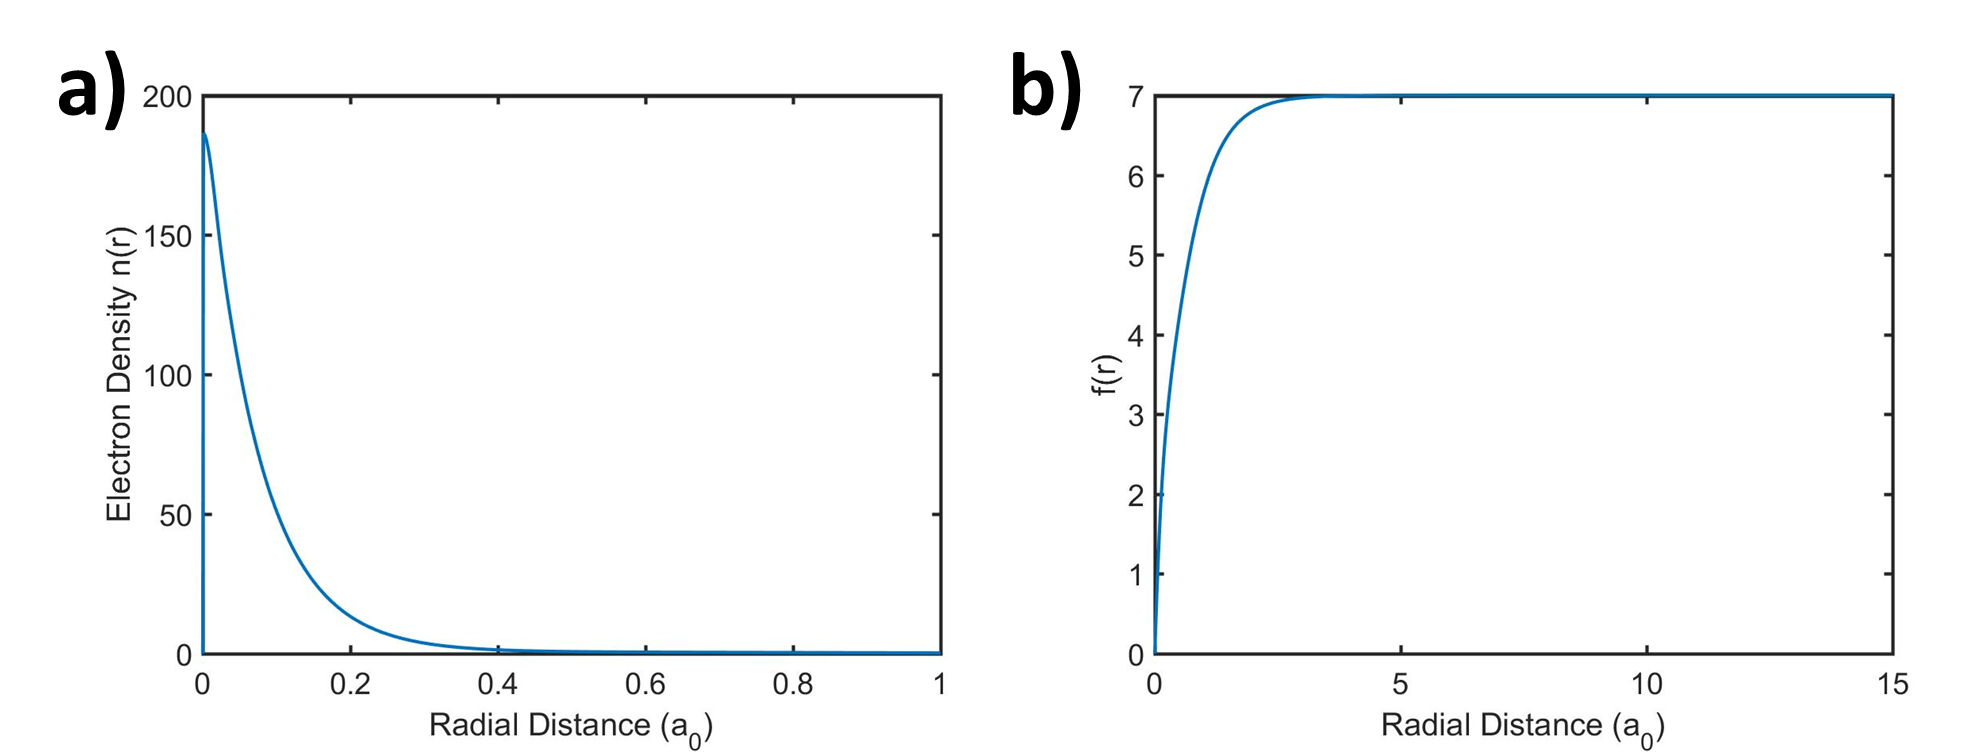 a)
200
150
100
50
0
0 0.2 0.4 0.6 0.8 1
Electron Density n(r)
Radial Distance (a₀)
b)
7
6
5
4
3
2
1
0
0 5 10 15
f(r)
Radial Distance (a₀)